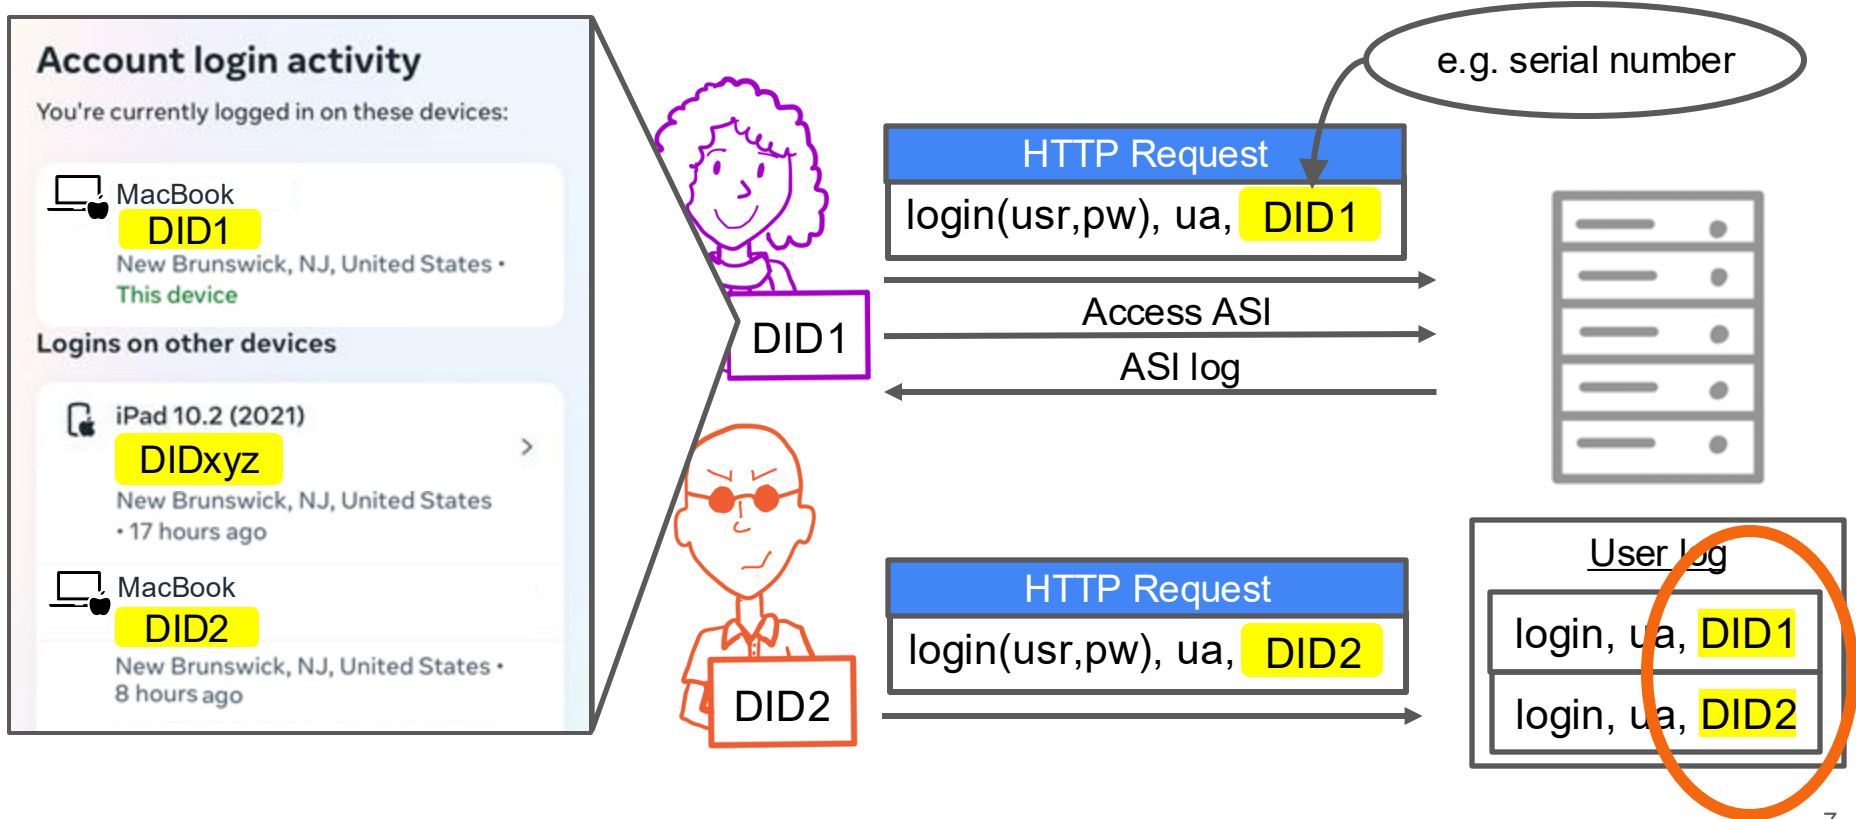 Account login activity
You're currently logged in on these devices:
MacBook
DID1
New Brunswick, NJ, United States •
This device
Logins on other devices
iPad 10.2 (2021)
DIDxyz
New Brunswick, NJ, United States
• 17 hours ago
MacBook
DID2
New Brunswick, NJ, United States •
8 hours ago
DID1
DID2
e.g. serial number
HTTP Request
login(usr,pw), ua, DID1
Access ASI
ASI log
HTTP Request
login(usr,pw), ua, DID2
User log
login, ua, DID1
login, ua, DID2